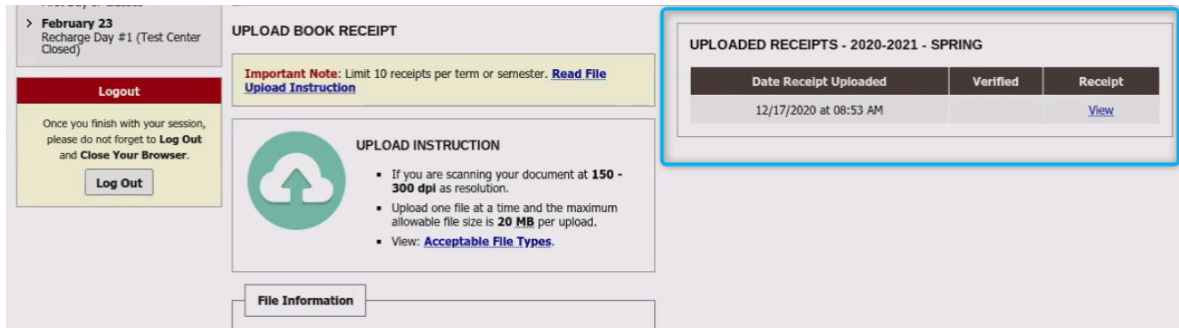 > February 23
Recharge Day #1 (Test Center
Closed)
Logout
Once you finish with your session,
please do not forget to Log Out
and Close Your Browser.
Log Out
UPLOAD BOOK RECEIPT
Important Note: Limit 10 receipts per term or semester. Read File
Upload Instruction
UPLOAD INSTRUCTION
▪ If you are scanning your document at 150 -
300 dpi as resolution.
▪ Upload one file at a time and the maximum
allowable file size is 20 MB per upload.
▪ View: Acceptable File Types.
File Information
UPLOADED RECEIPTS - 2020-2021 - SPRING
Date Receipt Uploaded Verified Receipt
12/17/2020 at 08:53 AM View